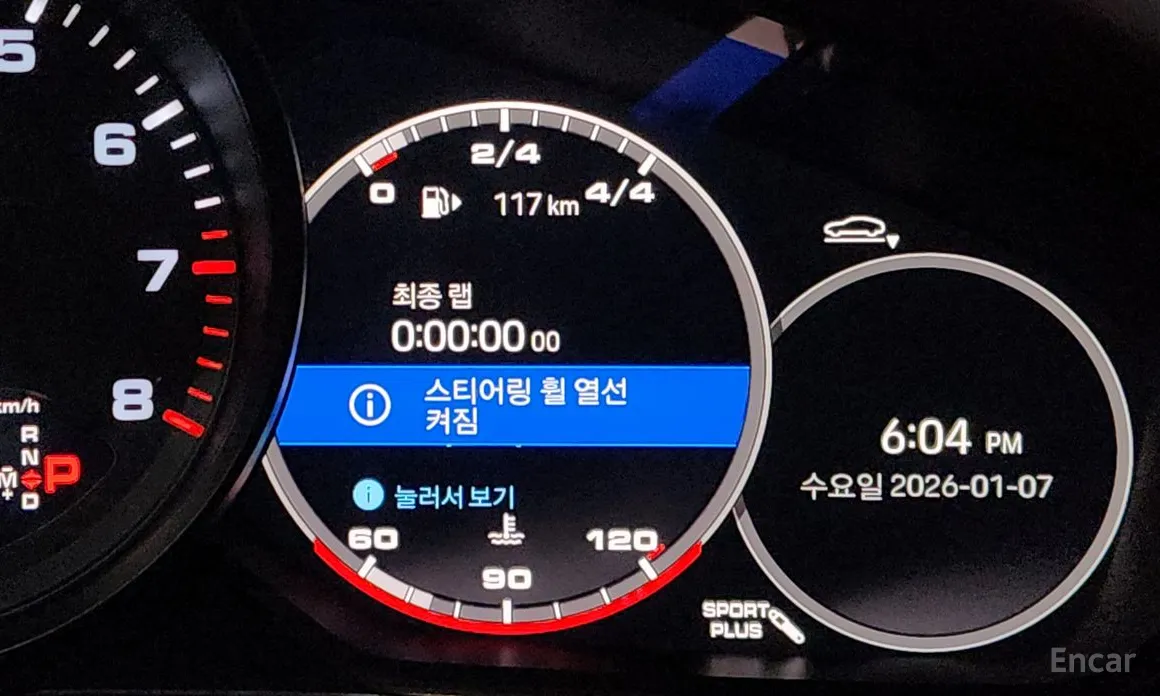 5
6
7
8
km/h
R
N
M
+
D
P
2/4
0
4/4
117 km
최종 랩
0:00:00 00
스티어링 휠 열선
켜짐
눌러서 보기
60
90
120
6:04 PM
수요일 2026-01-07
SPORT
PLUS
Encar